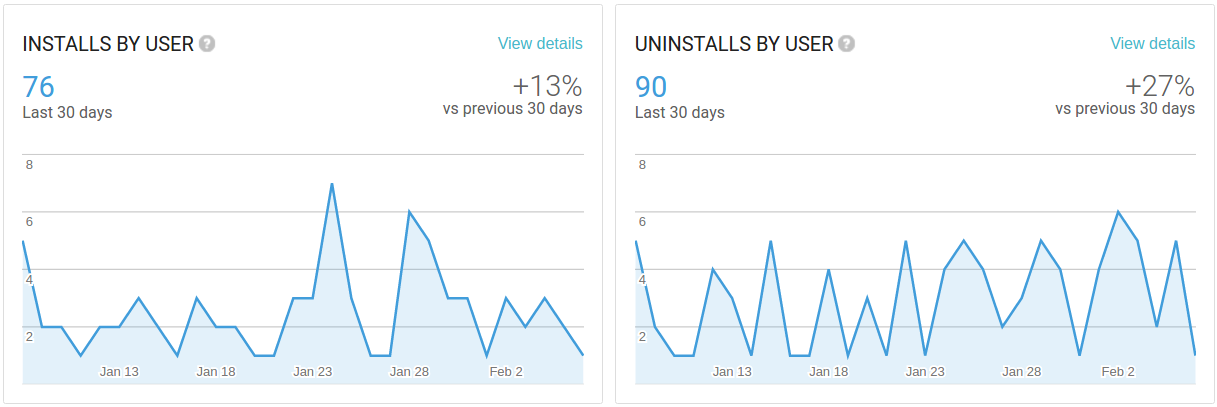 INSTALLS BY USER ?
View details
76
+13%
Last 30 days
vs previous 30 days
8
6
4
2
Jan 13 Jan 18 Jan 23 Jan 28 Feb 2
UNINSTALLS BY USER ?
View details
90
+27%
Last 30 days
vs previous 30 days
8
6
4
2
Jan 13 Jan 18 Jan 23 Jan 28 Feb 2